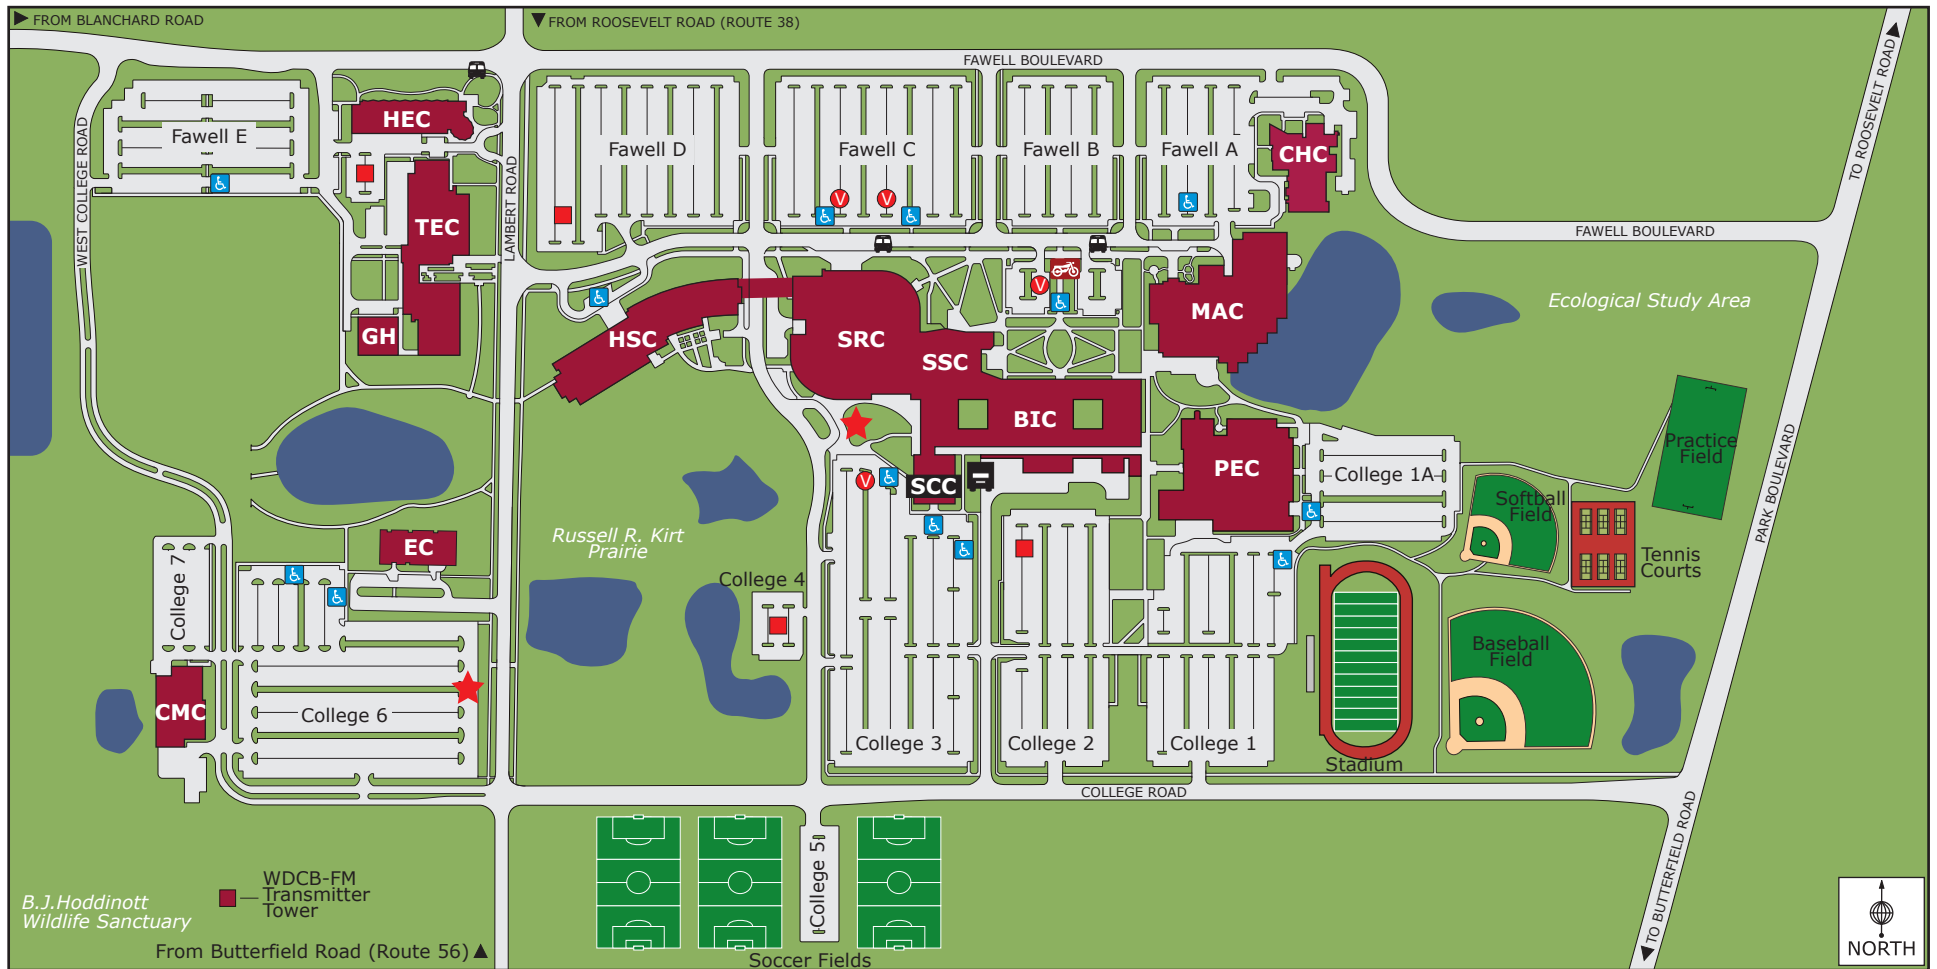 FROM BLANCHARD ROAD
FROM ROOSEVELT ROAD (ROUTE 38)
FAWELL BOULEVARD
TO ROOSEVELT ROAD
HEC
Fawell E
Fawell D
Fawell C
Fawell B
Fawell A
CHC
WEST COLLEGE ROAD
LAMBERT ROAD
V
V
TEC
FAWELL BOULEVARD
V
MAC
Ecological Study Area
GH
HSC
SRC
SSC
BIC
PEC
College 1A
Practice
Field
PARK BOULEVARD
V
SCC
Softball
Field
Russell R. Kirt
Prairie
EC
Tennis
Courts
College 7
College 4
Baseball
Field
CMC
College 6
College 3
College 2
College 1
Stadium
COLLEGE ROAD
TO BUTTERFIELD ROAD
College 5
WDCB-FM
Transmitter
Tower
B.J.Hoddinott
Wildlife Sanctuary
From Butterfield Road (Route 56)
Soccer Fields
NORTH